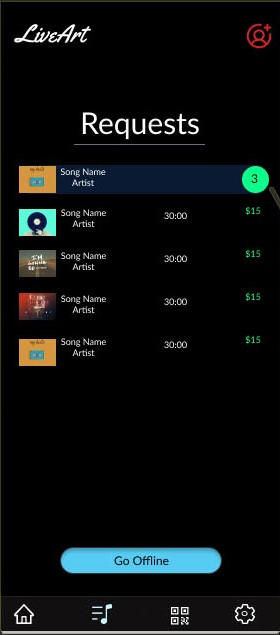 LiveArt
Requests
Song Name
Artist
3
Song Name
Artist
30:00
$15
Song Name
Artist
30:00
$15
Song Name
Artist
30:00
$15
Song Name
Artist
30:00
$15
Go Offline